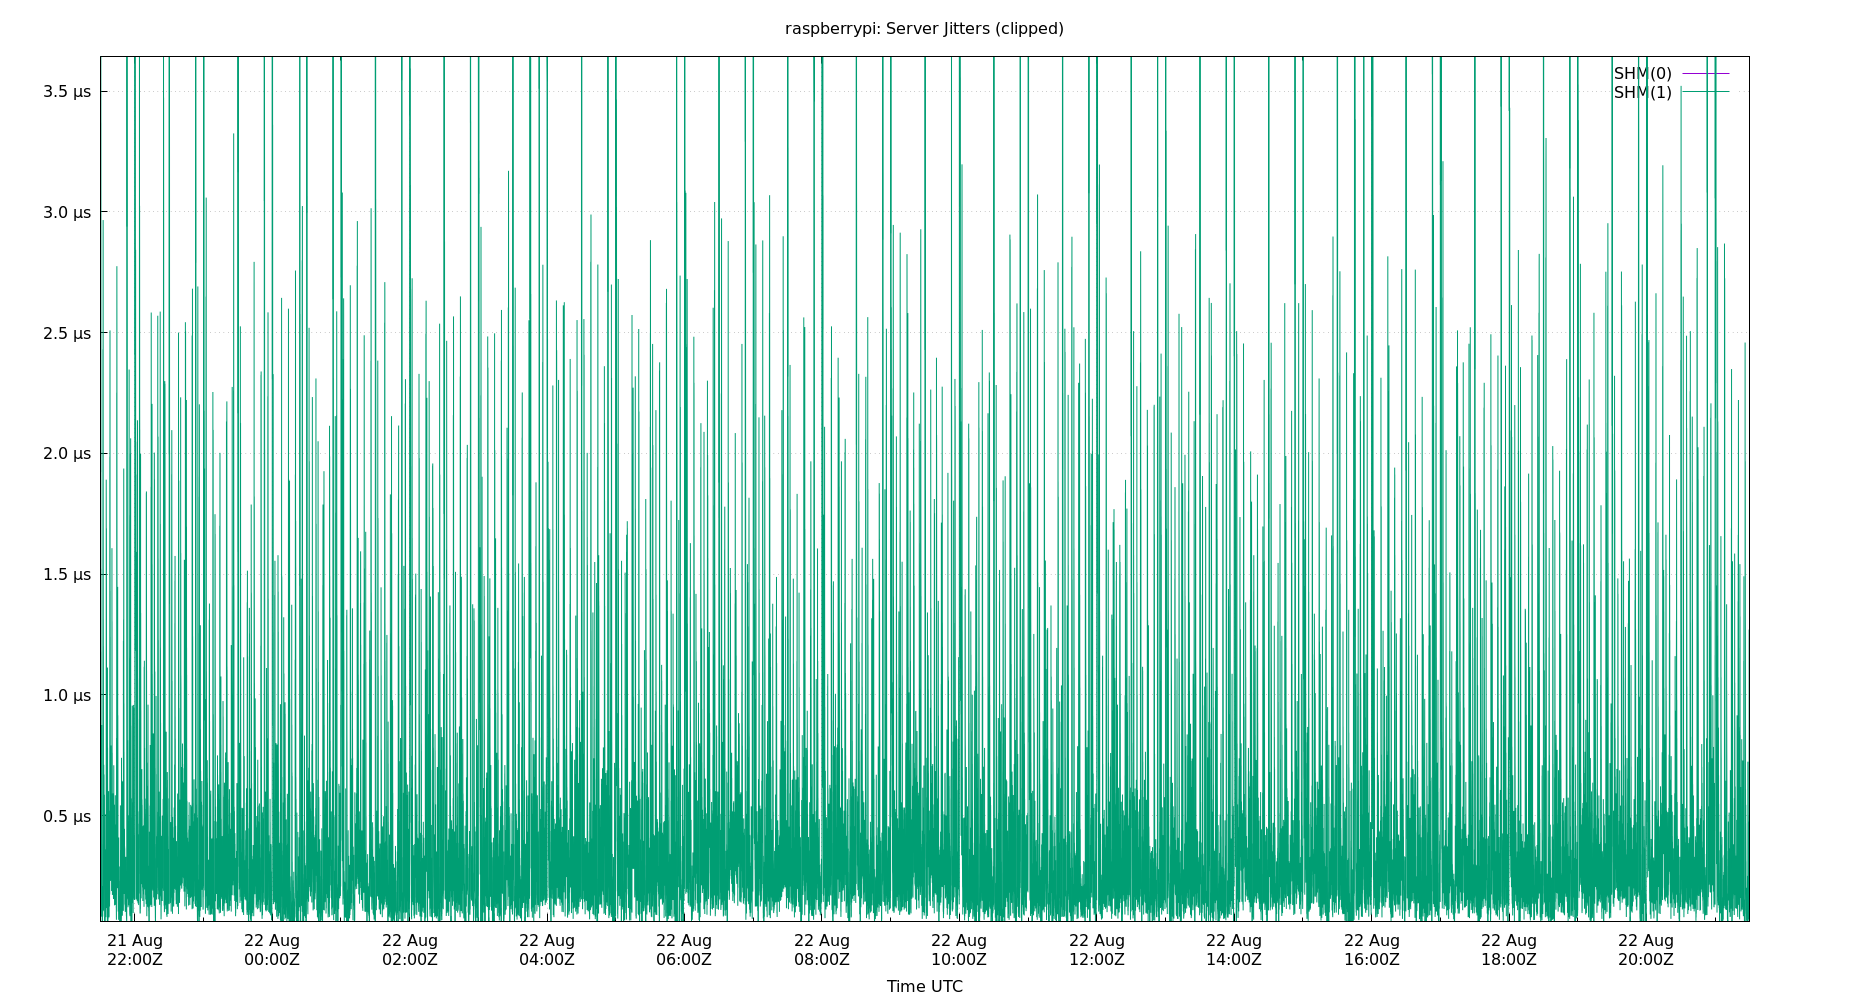 raspberrypi: Server Jitters (clipped)
SHM(0)
SHM(1)
3.5 µs
3.0 µs
2.5 µs
2.0 µs
1.5 µs
1.0 µs
0.5 µs
21 Aug 22 Aug 22 Aug 22 Aug 22 Aug 22 Aug 22 Aug 22 Aug 22 Aug 22 Aug 22 Aug 22 Aug
22:00Z 00:00Z 02:00Z 04:00Z 06:00Z 08:00Z 10:00Z 12:00Z 14:00Z 16:00Z 18:00Z 20:00Z
Time UTC